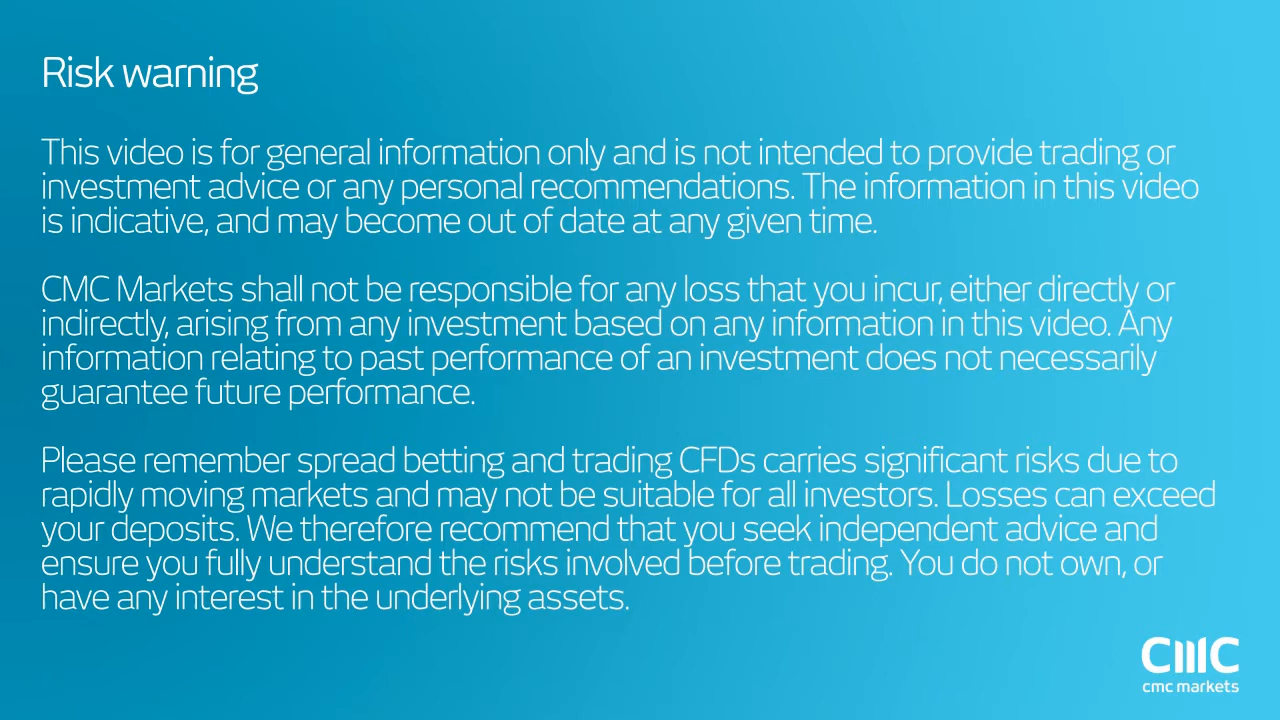 Risk warning
This video is for general information only and is not intended to provide trading or
investment advice or any personal recommendations. The information in this video
is indicative, and may become out of date at any given time.
CMC Markets shall not be responsible for any loss that you incur, either directly or
indirectly, arising from any investment based on any information in this video. Any
information relating to past performance of an investment does not necessarily
guarantee future performance.
Please remember spread betting and trading CFDs carries significant risks due to
rapidly moving markets and may not be suitable for all investors. Losses can exceed
your deposits. We therefore recommend that you seek independent advice and
ensure you fully understand the risks involved before trading. You do not own, or
have any interest in the underlying assets.
CMC
cmc markets